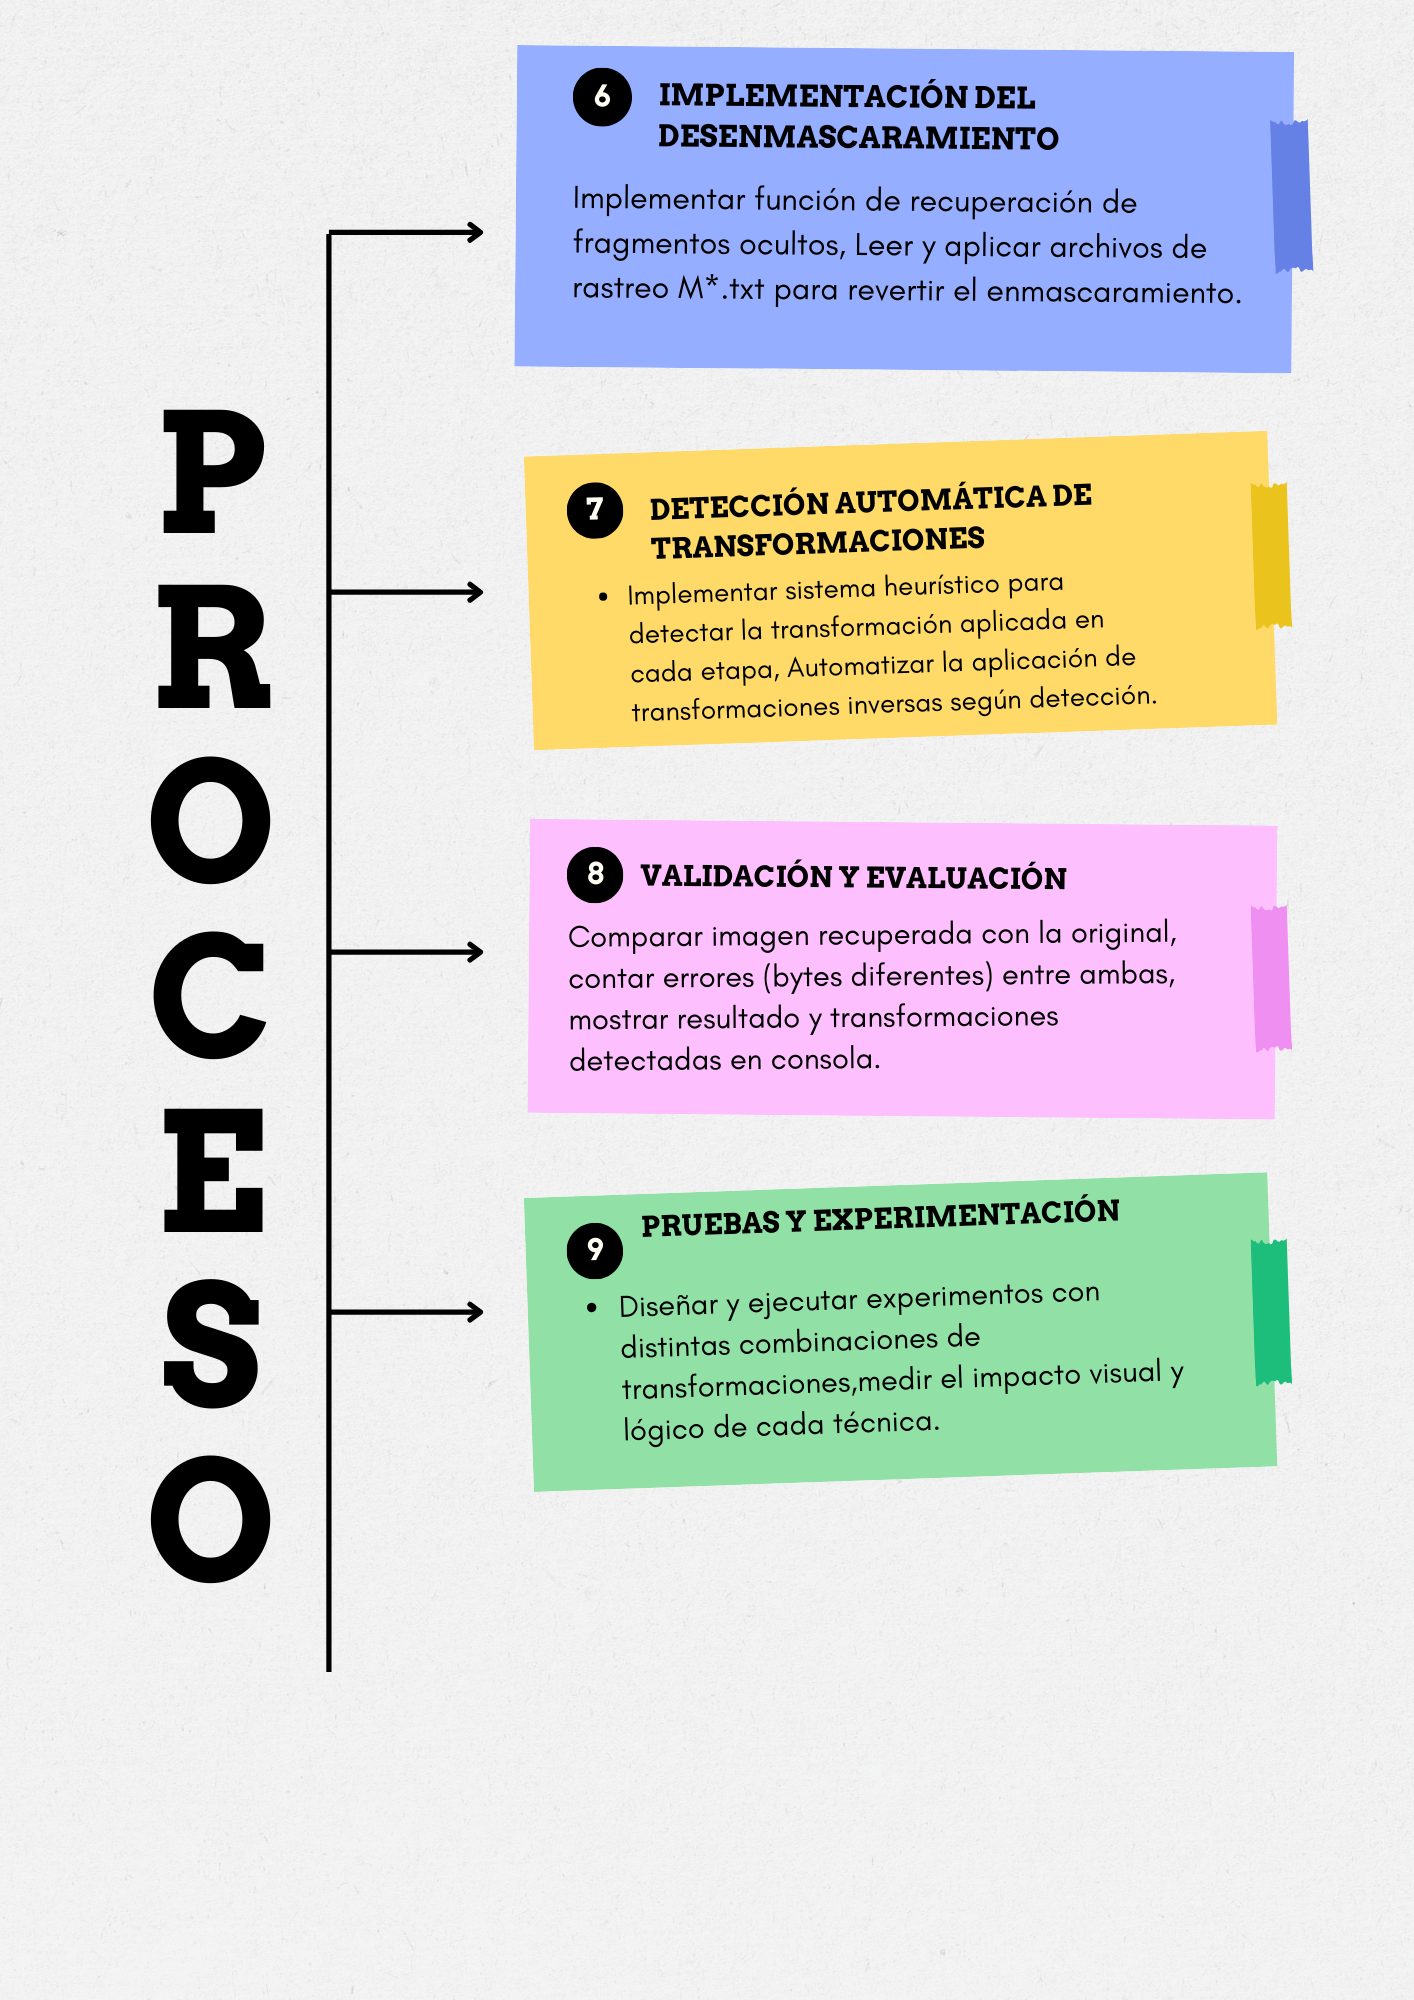 PROCESO
6
IMPLEMENTACIÓN DEL
DESENMASCARAMIENTO
Implementar función de recuperación de
fragmentos ocultos, Leer y aplicar archivos de
rastreo M*.txt para revertir el enmascaramiento.
7
DETECCIÓN AUTOMÁTICA DE
TRANSFORMACIONES
• Implementar sistema heurístico para
detectar la transformación aplicada en
cada etapa, Automatizar la aplicación de
transformaciones inversas según detección.
8
VALIDACIÓN Y EVALUACIÓN
Comparar imagen recuperada con la original,
contar errores (bytes diferentes) entre ambas,
mostrar resultado y transformaciones
detectadas en consola.
9
PRUEBAS Y EXPERIMENTACIÓN
• Diseñar y ejecutar experimentos con
distintas combinaciones de
transformaciones,medir el impacto visual y
lógico de cada técnica.